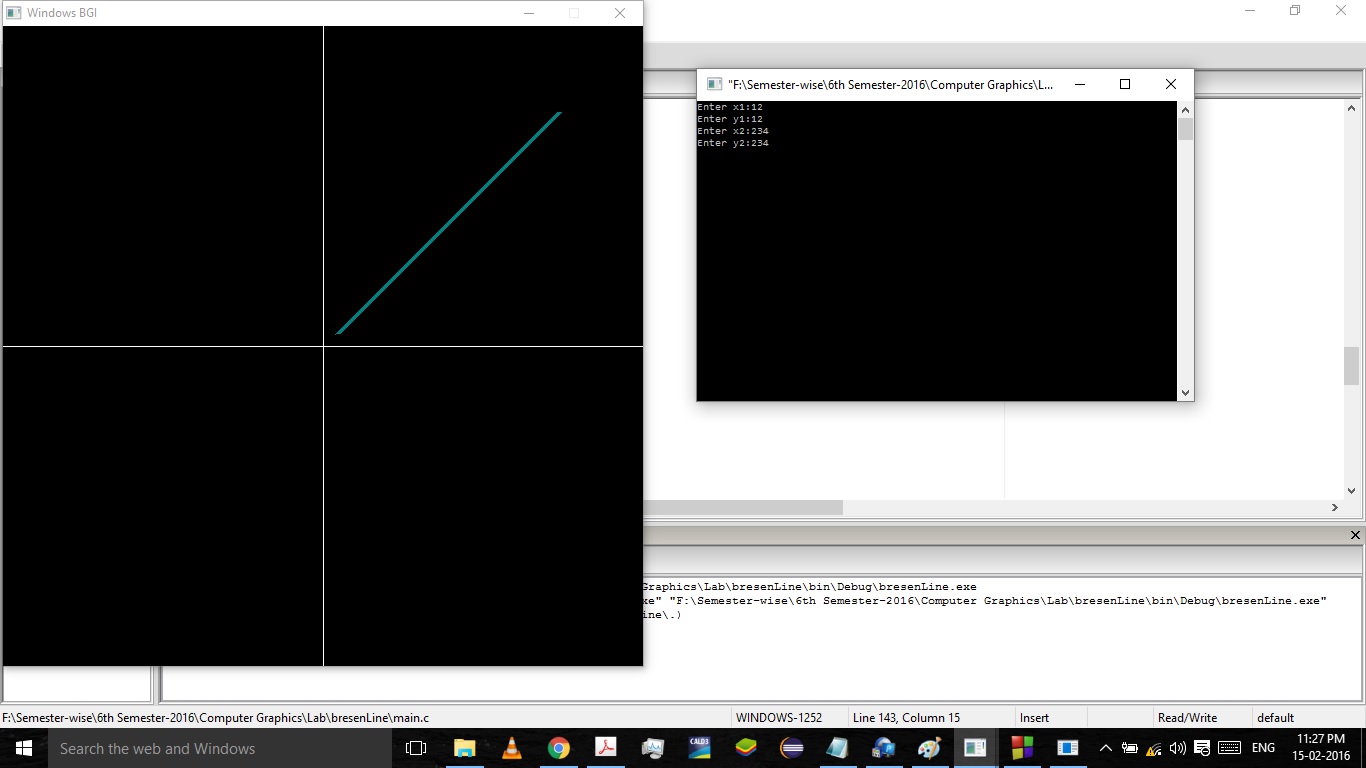 Windows BGI
"F:\Semester-wise\6th Semester-2016\Computer Graphics\L...
Enter x1:12
Enter y1:12
Enter x2:234
Enter y2:234
Graphics\Lab\bresenLine\bin\Debug\bresenLine.exe
xe" "F:\Semester-wise\6th Semester-2016\Computer Graphics\Lab\bresenLine\bin\Debug\bresenLine.exe"
ine\.)
F:\Semester-wise\6th Semester-2016\Computer Graphics\Lab\bresenLine\main.c
WINDOWS-1252
Line 143, Column 15
Insert
Read/Write
default
Search the web and Windows
CALD3
ENG
11:27 PM
15-02-2016